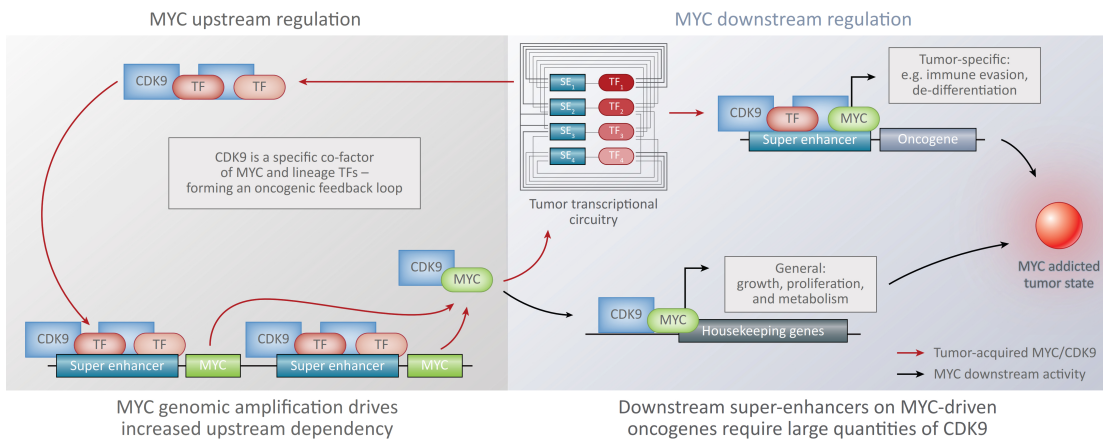 MYC upstream regulation
MYC downstream regulation
CDK9
TF
TF
CDK9 is a specific co-factor
of MYC and lineage TFs –
forming an oncogenic feedback loop
CDK9
MYC
CDK9
TF
TF
Super enhancer
MYC
CDK9
TF
TF
Super enhancer
MYC
MYC genomic amplification drives
increased upstream dependency
SE1
TF1
SE2
TF2
SE3
TF3
SE4
TF4
Tumor transcriptional
circuitry
CDK9
TF
MYC
Super enhancer
Oncogene
Tumor-specific:
e.g. immune evasion,
de-differentiation
CDK9
MYC
Housekeeping genes
General:
growth, proliferation,
and metabolism
MYC addicted
tumor state
Tumor-acquired MYC/CDK9
MYC downstream activity
Downstream super-enhancers on MYC-driven
oncogenes require large quantities of CDK9